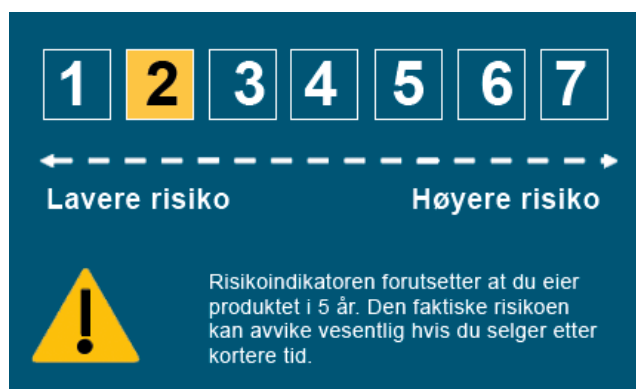 1 2 3 4 5 6 7
Lavere risiko Høyere risiko
Risikoindikatoren forutsetter at du eier
produktet i 5 år. Den faktiske risikoen
kan avvike vesentlig hvis du selger etter
kortere tid.